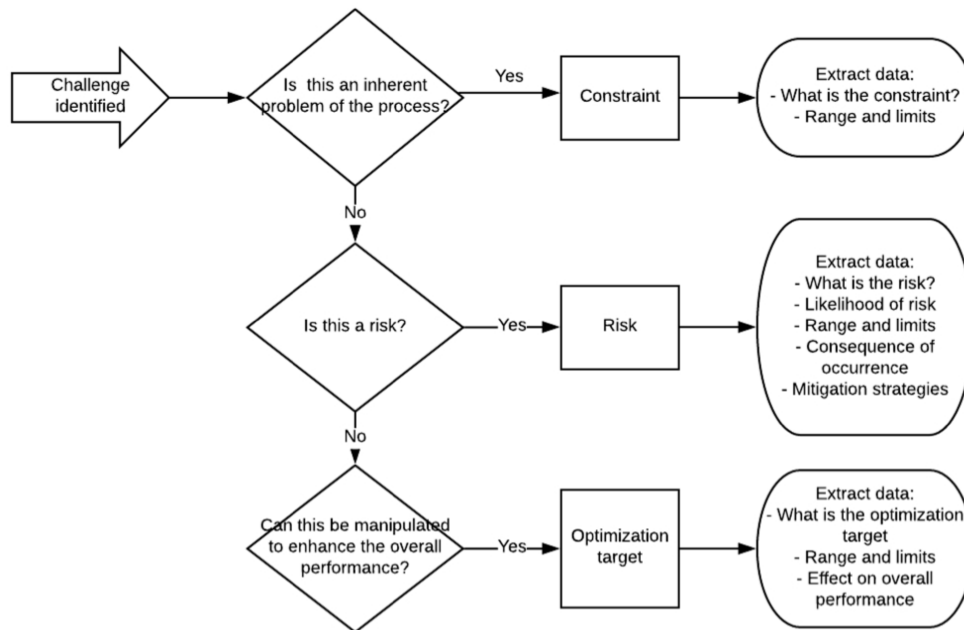 Challenge
identified
Is this an inherent
problem of the process?
Yes
Constraint
Extract data:
- What is the constraint?
- Range and limits
No
Is this a risk?
Yes
Risk
Extract data:
- What is the risk?
- Likelihood of risk
- Range and limits
- Consequence of
occurrence
- Mitigation strategies
No
Can this be manipulated
to enhance the overall
performance?
Yes
Optimization
target
Extract data:
- What is the optimization
target
- Range and limits
- Effect on overall
performance